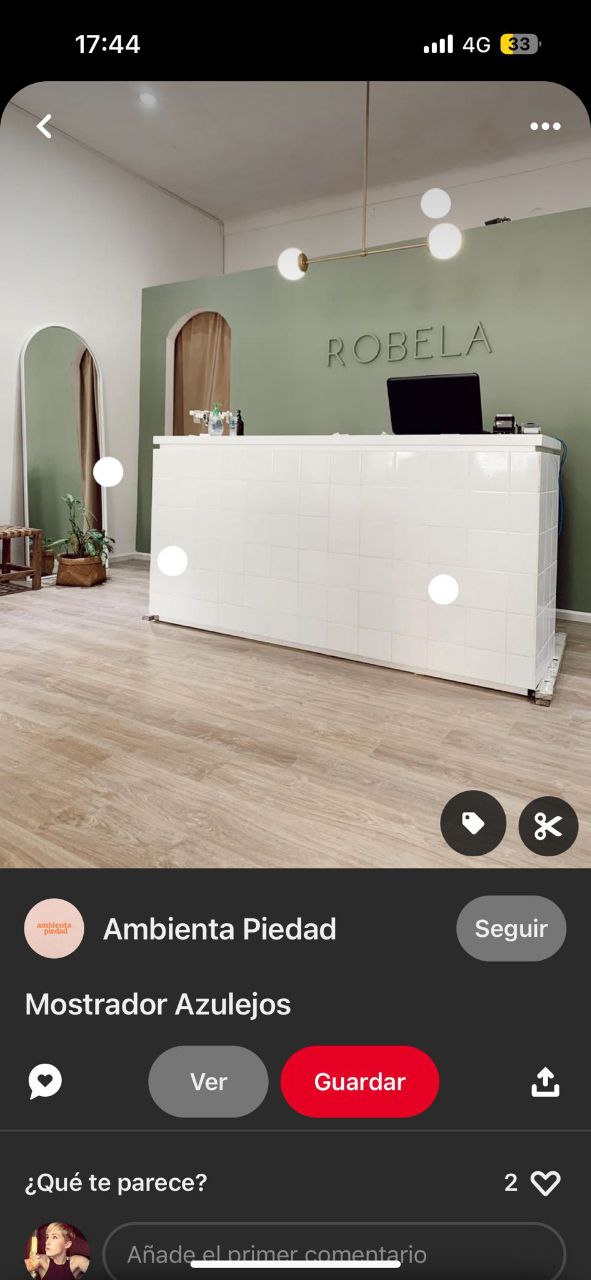 17:44
4G
33
ROBELA
ambienta
piedad
Ambienta Piedad
Seguir
Mostrador Azulejos
Ver
Guardar
¿Qué te parece?
2
Añade el primer comentario